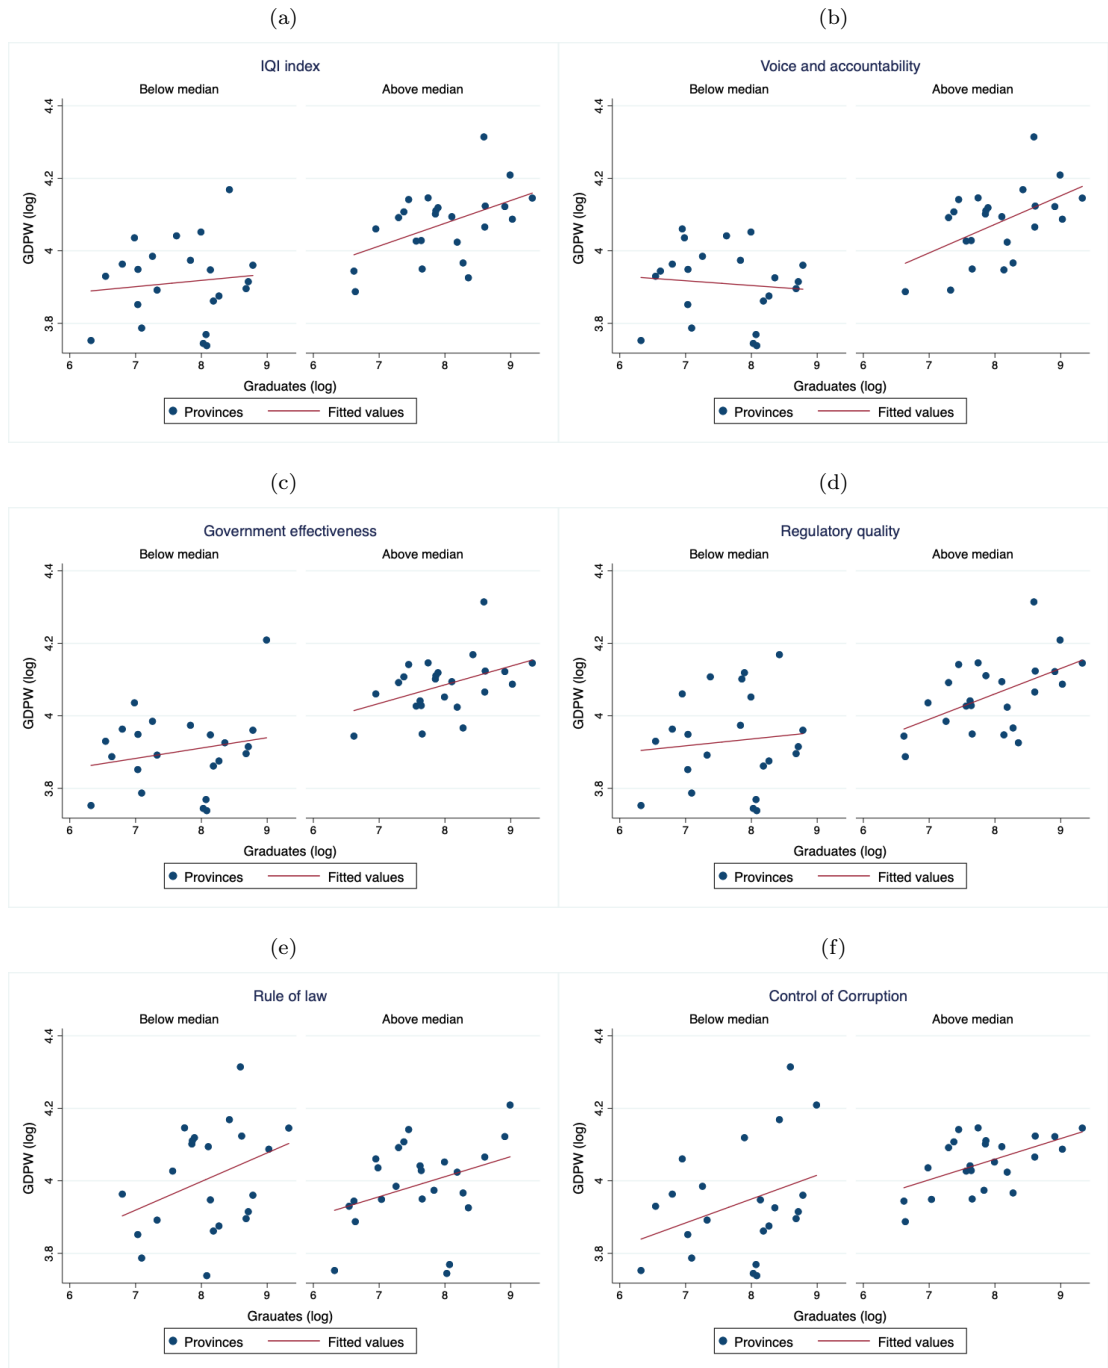 (a) (b)
IQI index
Below median Above median
GDPW (log)
4.4
4.2
4
3.8
6 7 8 9 6 7 8 9
Graduates (log)
Provinces Fitted values
Voice and accountability
Below median Above median
GDPW (log)
4.4
4.2
4
3.8
6 7 8 9 6 7 8 9
Graduates (log)
Provinces Fitted values
(c) (d)
Government effectiveness
Below median Above median
GDPW (log)
4.4
4.2
4
3.8
6 7 8 9 6 7 8 9
Graduates (log)
Provinces Fitted values
Regulatory quality
Below median Above median
GDPW (log)
4.4
4.2
4
3.8
6 7 8 9 6 7 8 9
Graduates (log)
Provinces Fitted values
(e) (f)
Rule of law
Below median Above median
GDPW (log)
4.4
4.2
4
3.8
6 7 8 9 6 7 8 9
Grauates (log)
Provinces Fitted values
Control of Corruption
Below median Above median
GDPW (log)
4.4
4.2
4
3.8
6 7 8 9 6 7 8 9
Graduates (log)
Provinces Fitted values